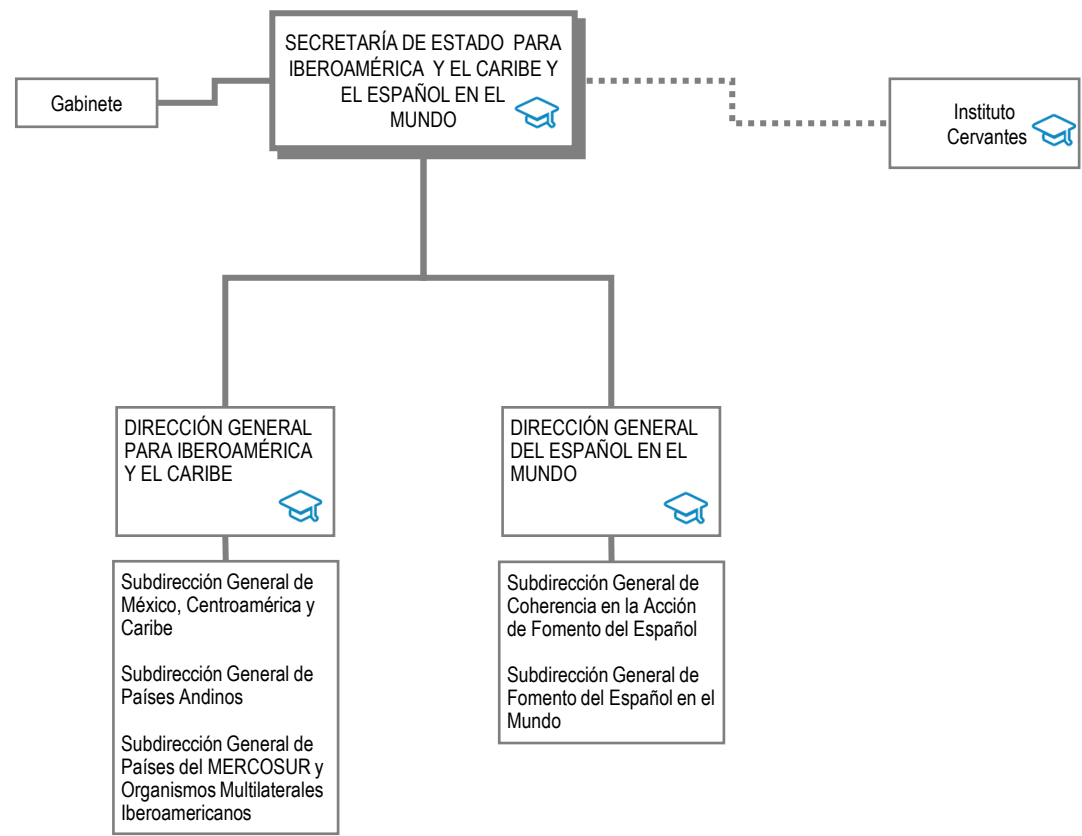 SECRETARÍA DE ESTADO PARA
IBEROAMÉRICA Y EL CARIBE Y
EL ESPAÑOL EN EL
MUNDO
Gabinete
Instituto
Cervantes
DIRECCIÓN GENERAL
PARA IBEROAMÉRICA
Y EL CARIBE
DIRECCIÓN GENERAL
DEL ESPAÑOL EN EL
MUNDO
Subdirección General de
México, Centroamérica y
Caribe
Subdirección General de
Países Andinos
Subdirección General de
Países del MERCOSUR y
Organismos Multilaterales
Iberoamericanos
Subdirección General de
Coherencia en la Acción
de Fomento del Español
Subdirección General de
Fomento del Español en el
Mundo